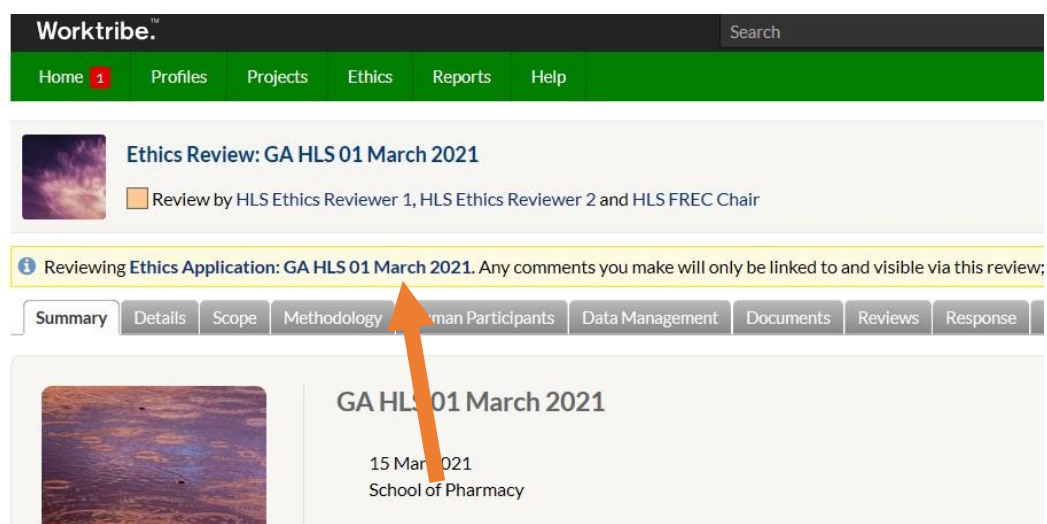 Worktribe.™
Search
Home 1 Profiles Projects Ethics Reports Help
Ethics Review: GA HLS 01 March 2021
Review by HLS Ethics Reviewer 1, HLS Ethics Reviewer 2 and HLS FREC Chair
Reviewing Ethics Application: GA HLS 01 March 2021. Any comments you make will only be linked to and visible via this review;
Summary Details Scope Methodology Participants Data Management Documents Reviews Response
GA HLS 01 March 2021
15 Mar 2021
School of Pharmacy